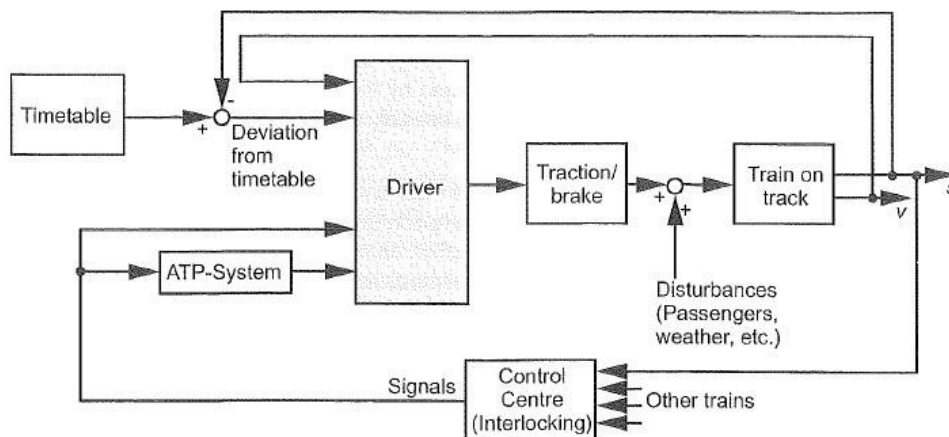 Timetable
+
-
Deviation
from
timetable
Driver
Traction/
brake
+
+
Train on
track
v
ATP-System
Disturbances
(Passengers,
weather, etc.)
Signals
Control
Centre
(Interlocking)
Other trains